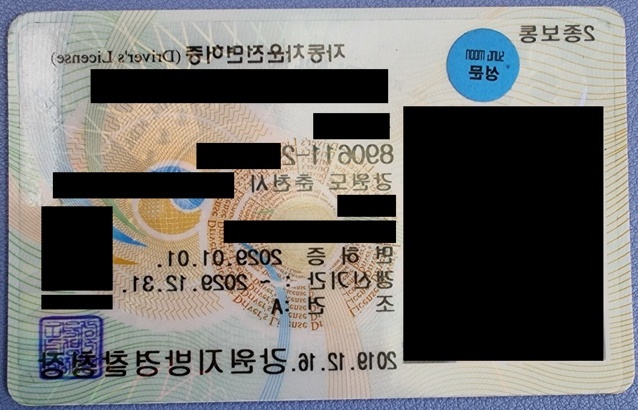 2종보통
자동차운전면허증 (Driver's License)
SUNG MOON
성문
890611-2
강원도 춘천시
면 허 증 2029.01.01.
갱신기간 : ~ 2029.12.31.
조 건 :A
2019.12.16. 강원지방경찰청장